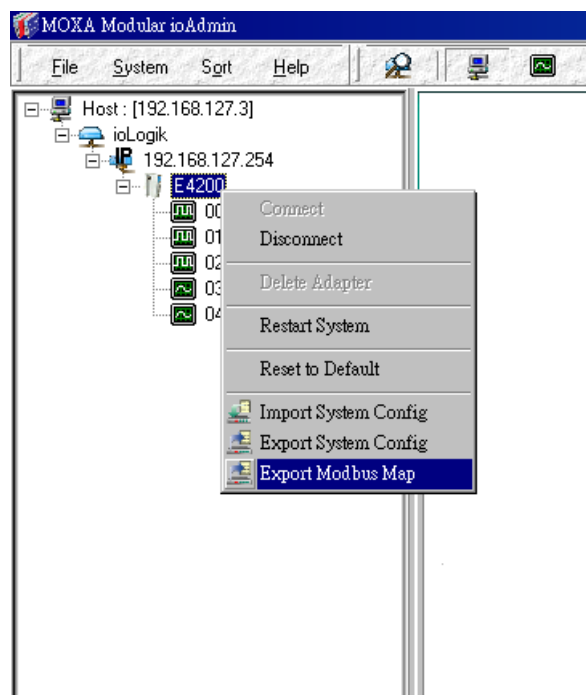 MOXA Modular ioAdmin
File System Sort Help
Host : [192.168.127.3]
ioLogik
192.168.127.254
E4200
00
01
02
03
04
Connect
Disconnect
Delete Adapter
Restart System
Reset to Default
Import System Config
Export System Config
Export Modbus Map